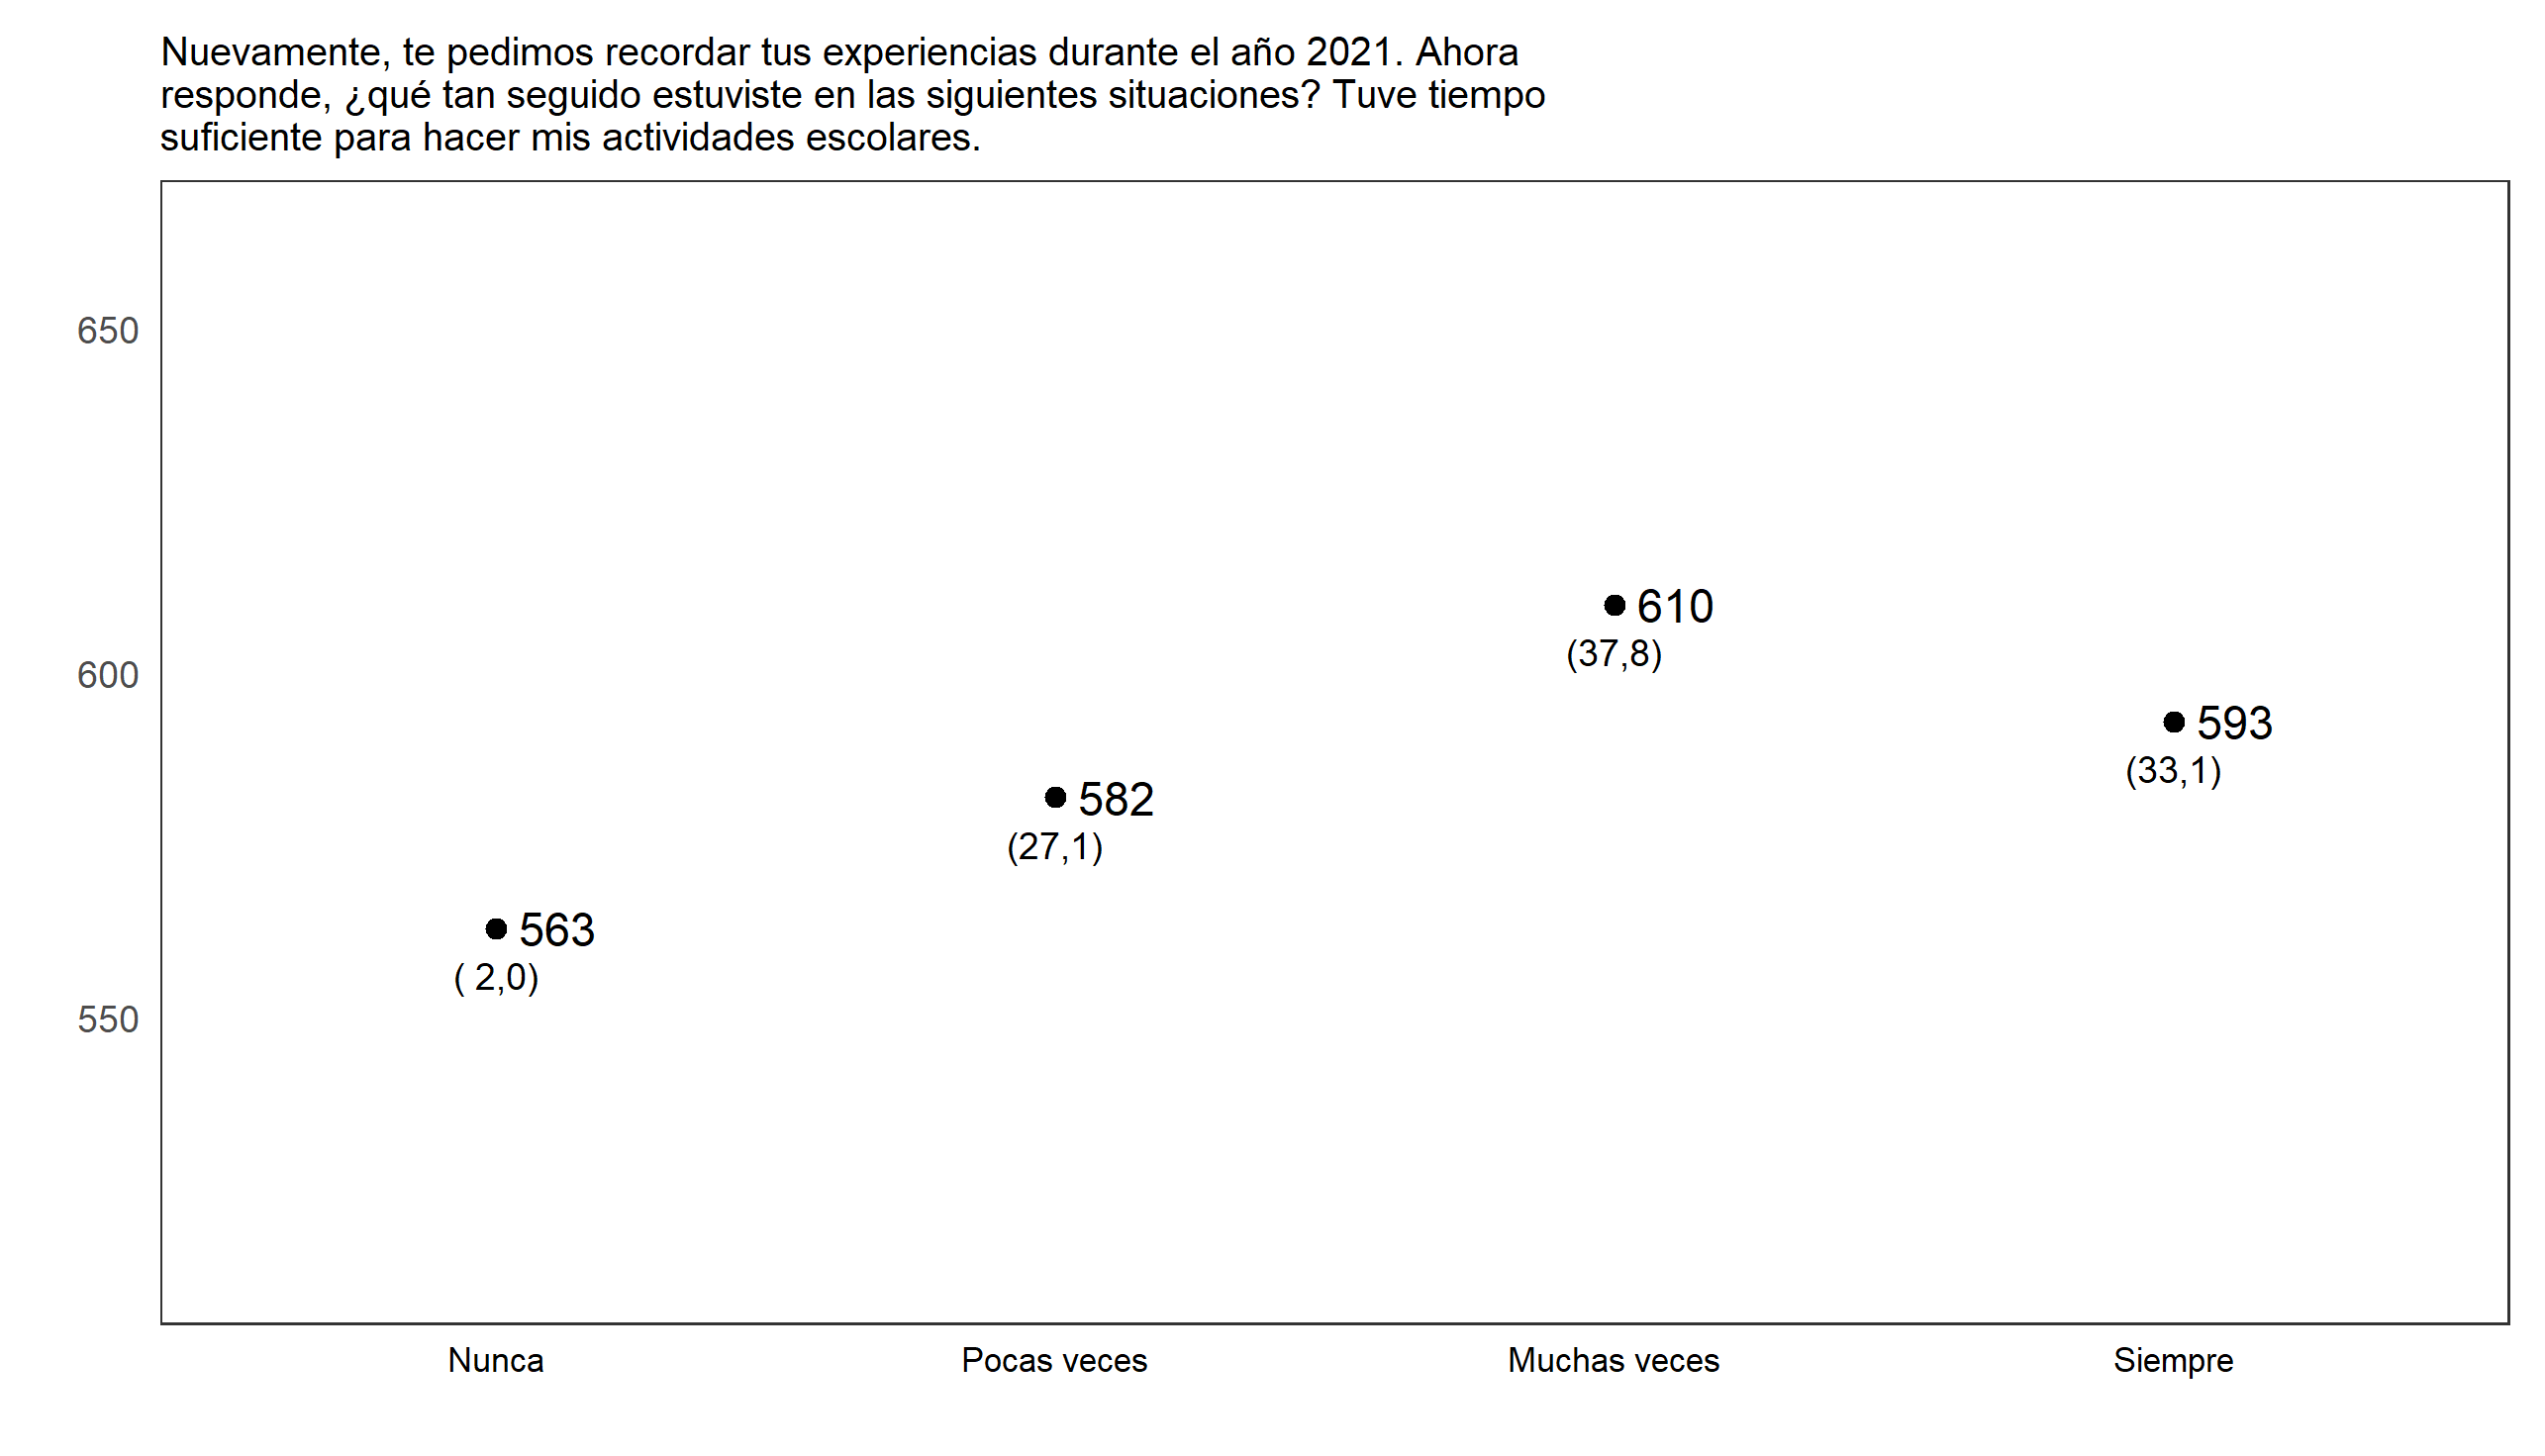 Nuevamente, te pedimos recordar tus experiencias durante el año 2021. Ahora
responde, ¿qué tan seguido estuviste en las siguientes situaciones? Tuve tiempo
suficiente para hacer mis actividades escolares.
650
600
550
610
(37,8)
593
(33,1)
582
(27,1)
563
( 2,0)
Nunca
Pocas veces
Muchas veces
Siempre